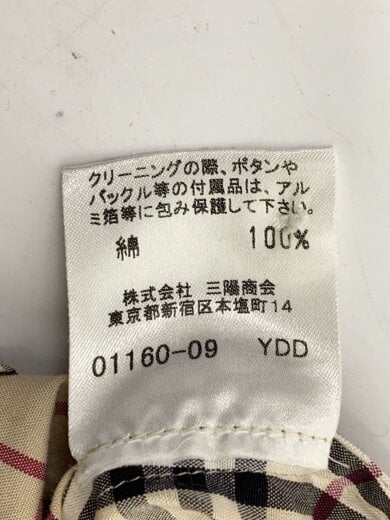 クリーニングの際、ボタンや
バックル等の付属品は、アル
ミ箔等に包み保護して下さい。
綿 100%
株式会社 三陽商会
東京都新宿区本塩町14
01160-09 YDD